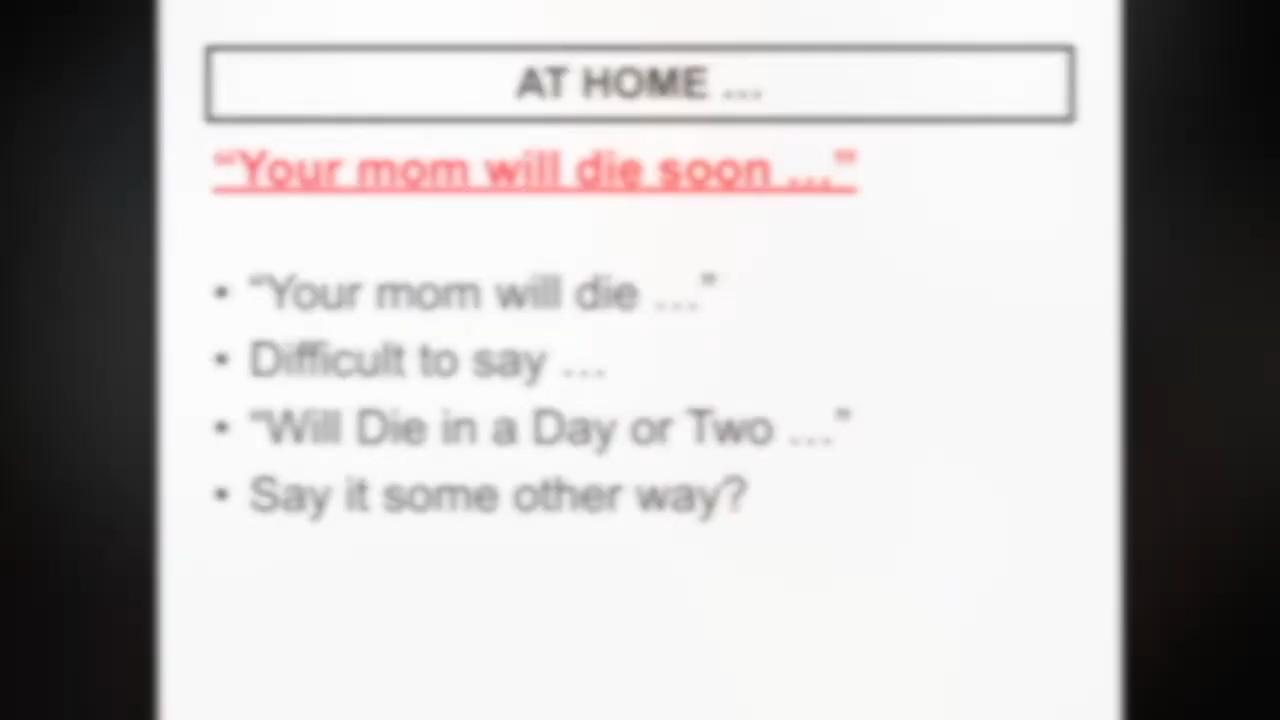 AT HOME …
“Your mom will die soon …”
• “Your mom will die …”
• Difficult to say …
• “Will Die in a Day or Two …”
• Say it some other way?